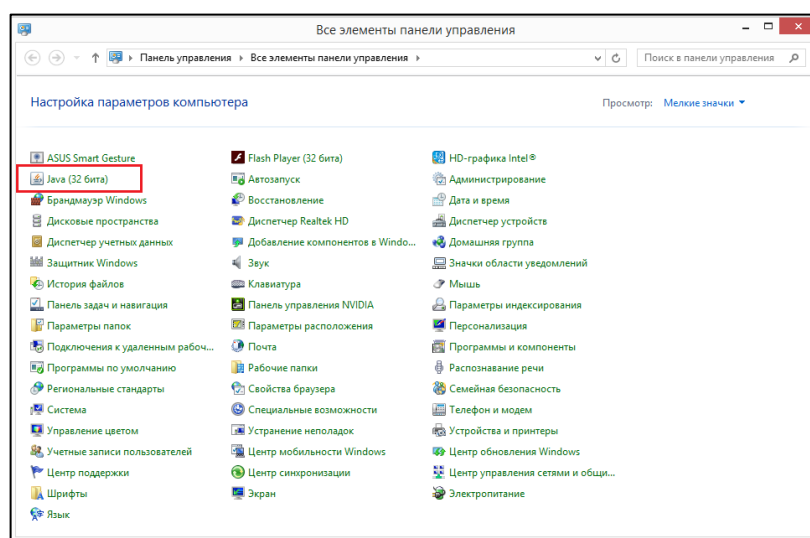 Все элементы панели управления
Панель управления Все элементы панели управления
Поиск в панели управления
Настройка параметров компьютера
Просмотр: Мелкие значки
ASUS Smart Gesture Flash Player (32 бита) HD-графика Intel®
Java (32 бита) Автозапуск Администрирование
Брандмауэр Windows Восстановление Дата и время
Дисковые пространства Диспетчер Realtek HD Диспетчер устройств
Диспетчер учетных данных Добавление компонентов в Windo... Домашняя группа
Защитник Windows Звук Значки области уведомлений
История файлов Клавиатура Мышь
Панель задач и навигация Панель управления NVIDIA Параметры индексирования
Параметры папок Параметры расположения Персонализация
Подключения к удаленным рабоч... Почта Программы и компоненты
Программы по умолчанию Рабочие папки Распознавание речи
Региональные стандарты Свойства браузера Семейная безопасность
Система Специальные возможности Телефон и модем
Управление цветом Устранение неполадок Устройства и принтеры
Учетные записи пользователей Центр мобильности Windows Центр обновления Windows
Центр поддержки Центр синхронизации Центр управления сетями и общи...
Шрифты Экран Электропитание
Язык